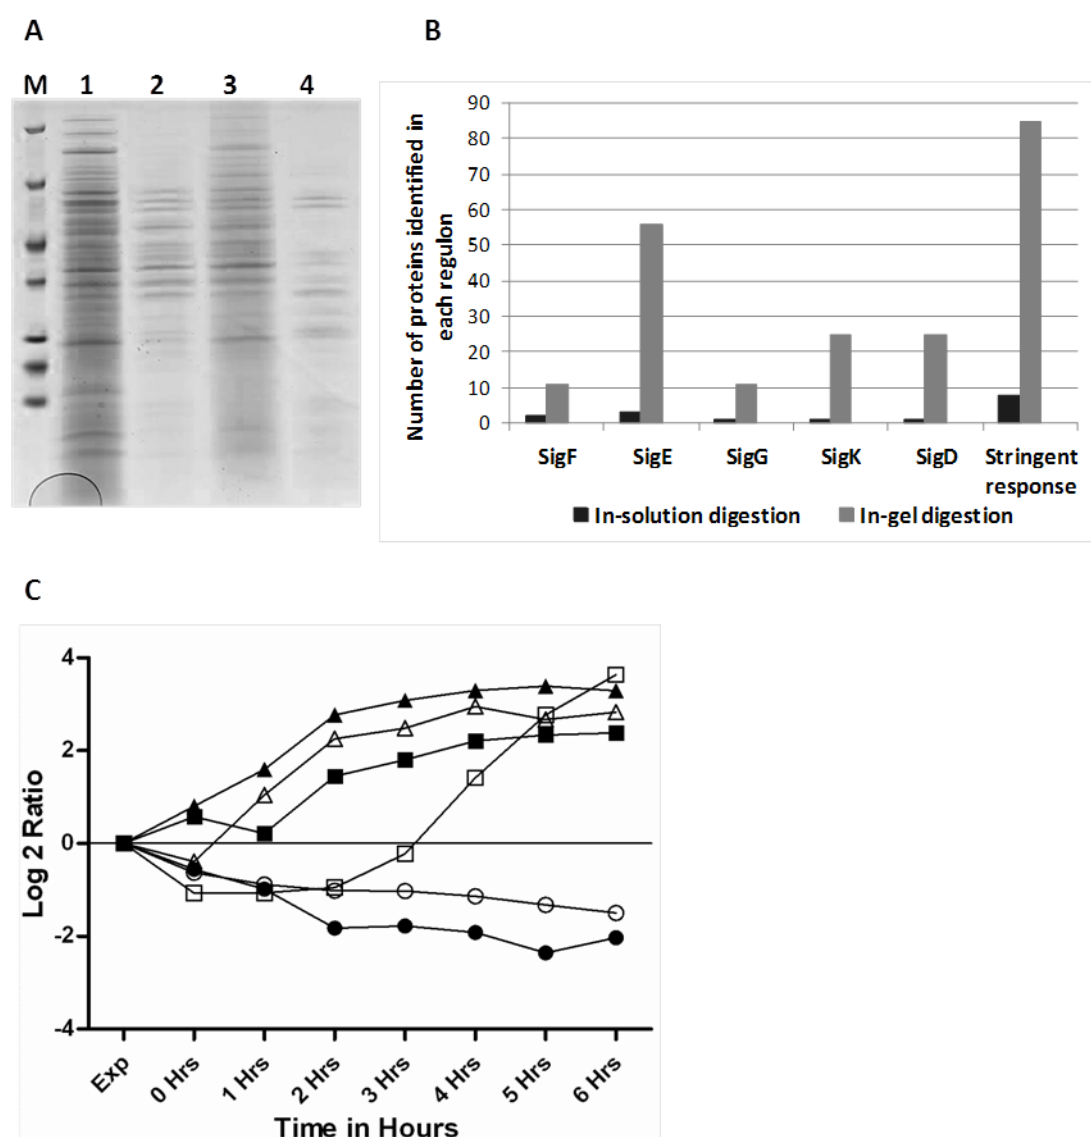 A
B
M 1 2 3 4
Number of proteins identified in
each regulon
90
80
70
60
50
40
30
20
10
0
SigF SigE SigG SigK SigD Stringent
response
In-solution digestion In-gel digestion
C
Log 2 Ratio
4
2
0
-2
-4
Exp 0 Hrs 1 Hrs 2 Hrs 3 Hrs 4 Hrs 5 Hrs 6 Hrs
Time in Hours